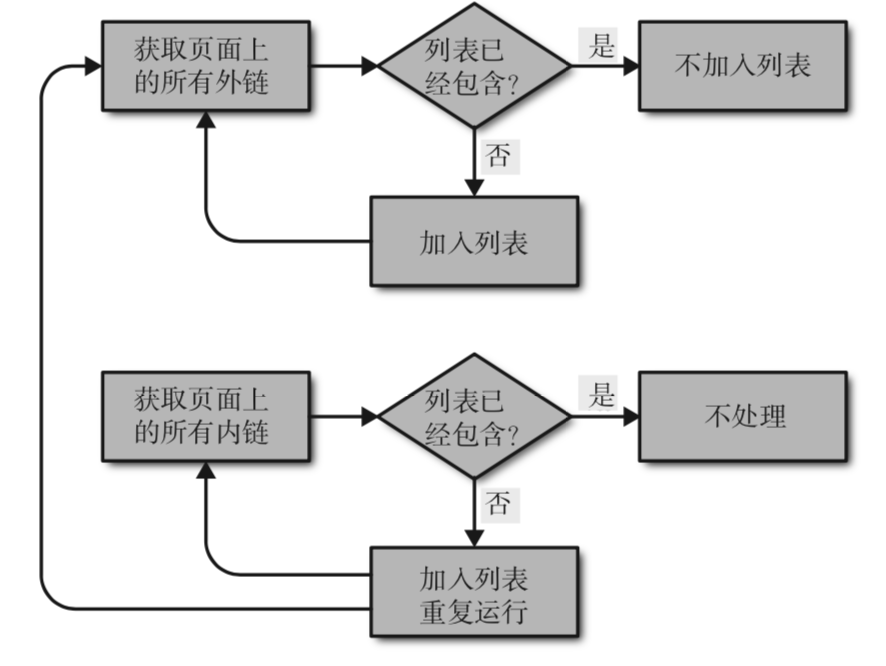 获取页面上
的所有外链
列表已
经包含?
是
不加入列表
否
加入列表
获取页面上
的所有内链
列表已
经包含?
是
不处理
否
加入列表
重复运行